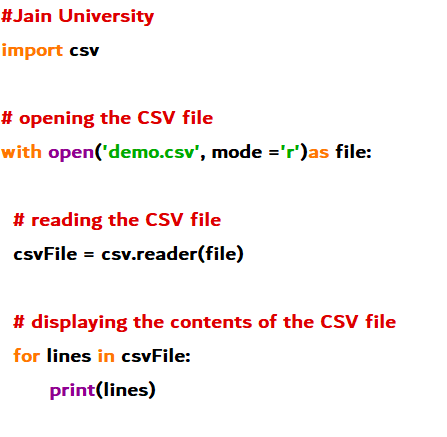 #Jain University
import csv
# opening the CSV file
with open('demo.csv', mode ='r')as file:
# reading the CSV file
csvFile = csv.reader(file)
# displaying the contents of the CSV file
for lines in csvFile:
print(lines)